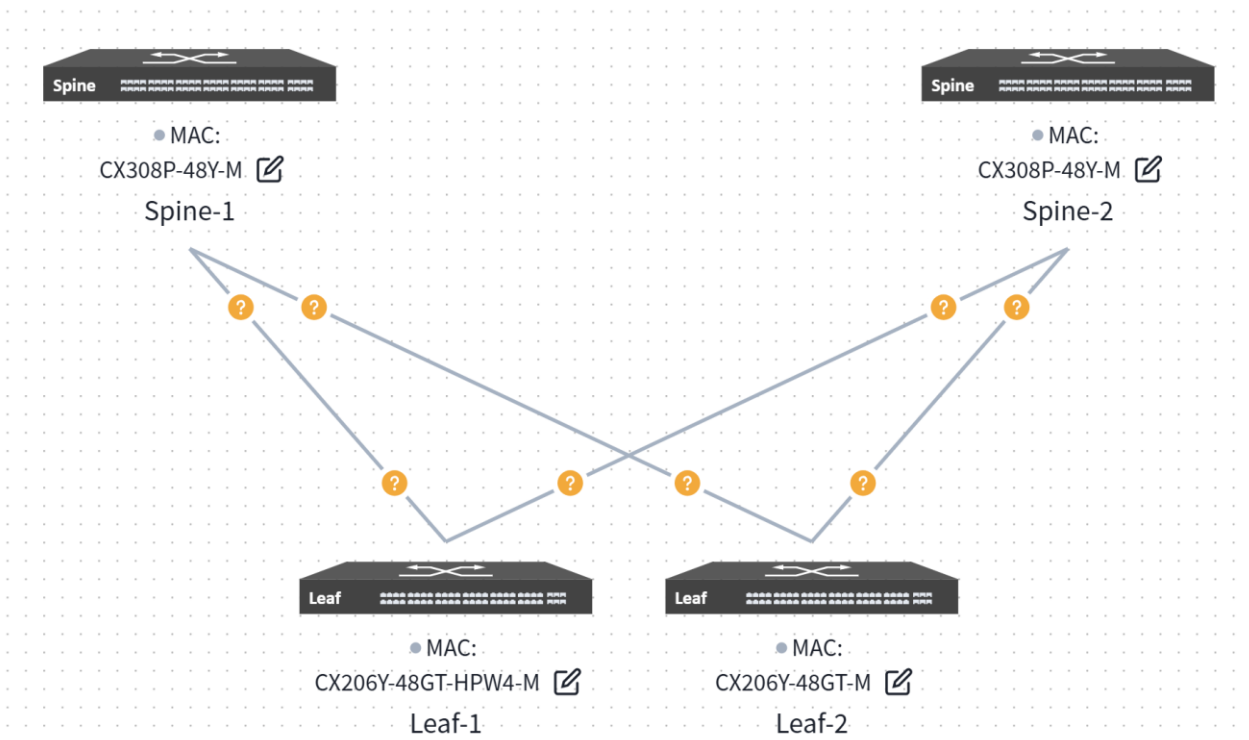 Spine
MAC:
CX308P-48Y-M
Spine-1
Spine
MAC:
CX308P-48Y-M
Spine-2
?
?
?
?
?
?
?
?
Leaf
MAC:
CX206Y-48GT-HPW4-M
Leaf-1
Leaf
MAC:
CX206Y-48GT-M
Leaf-2